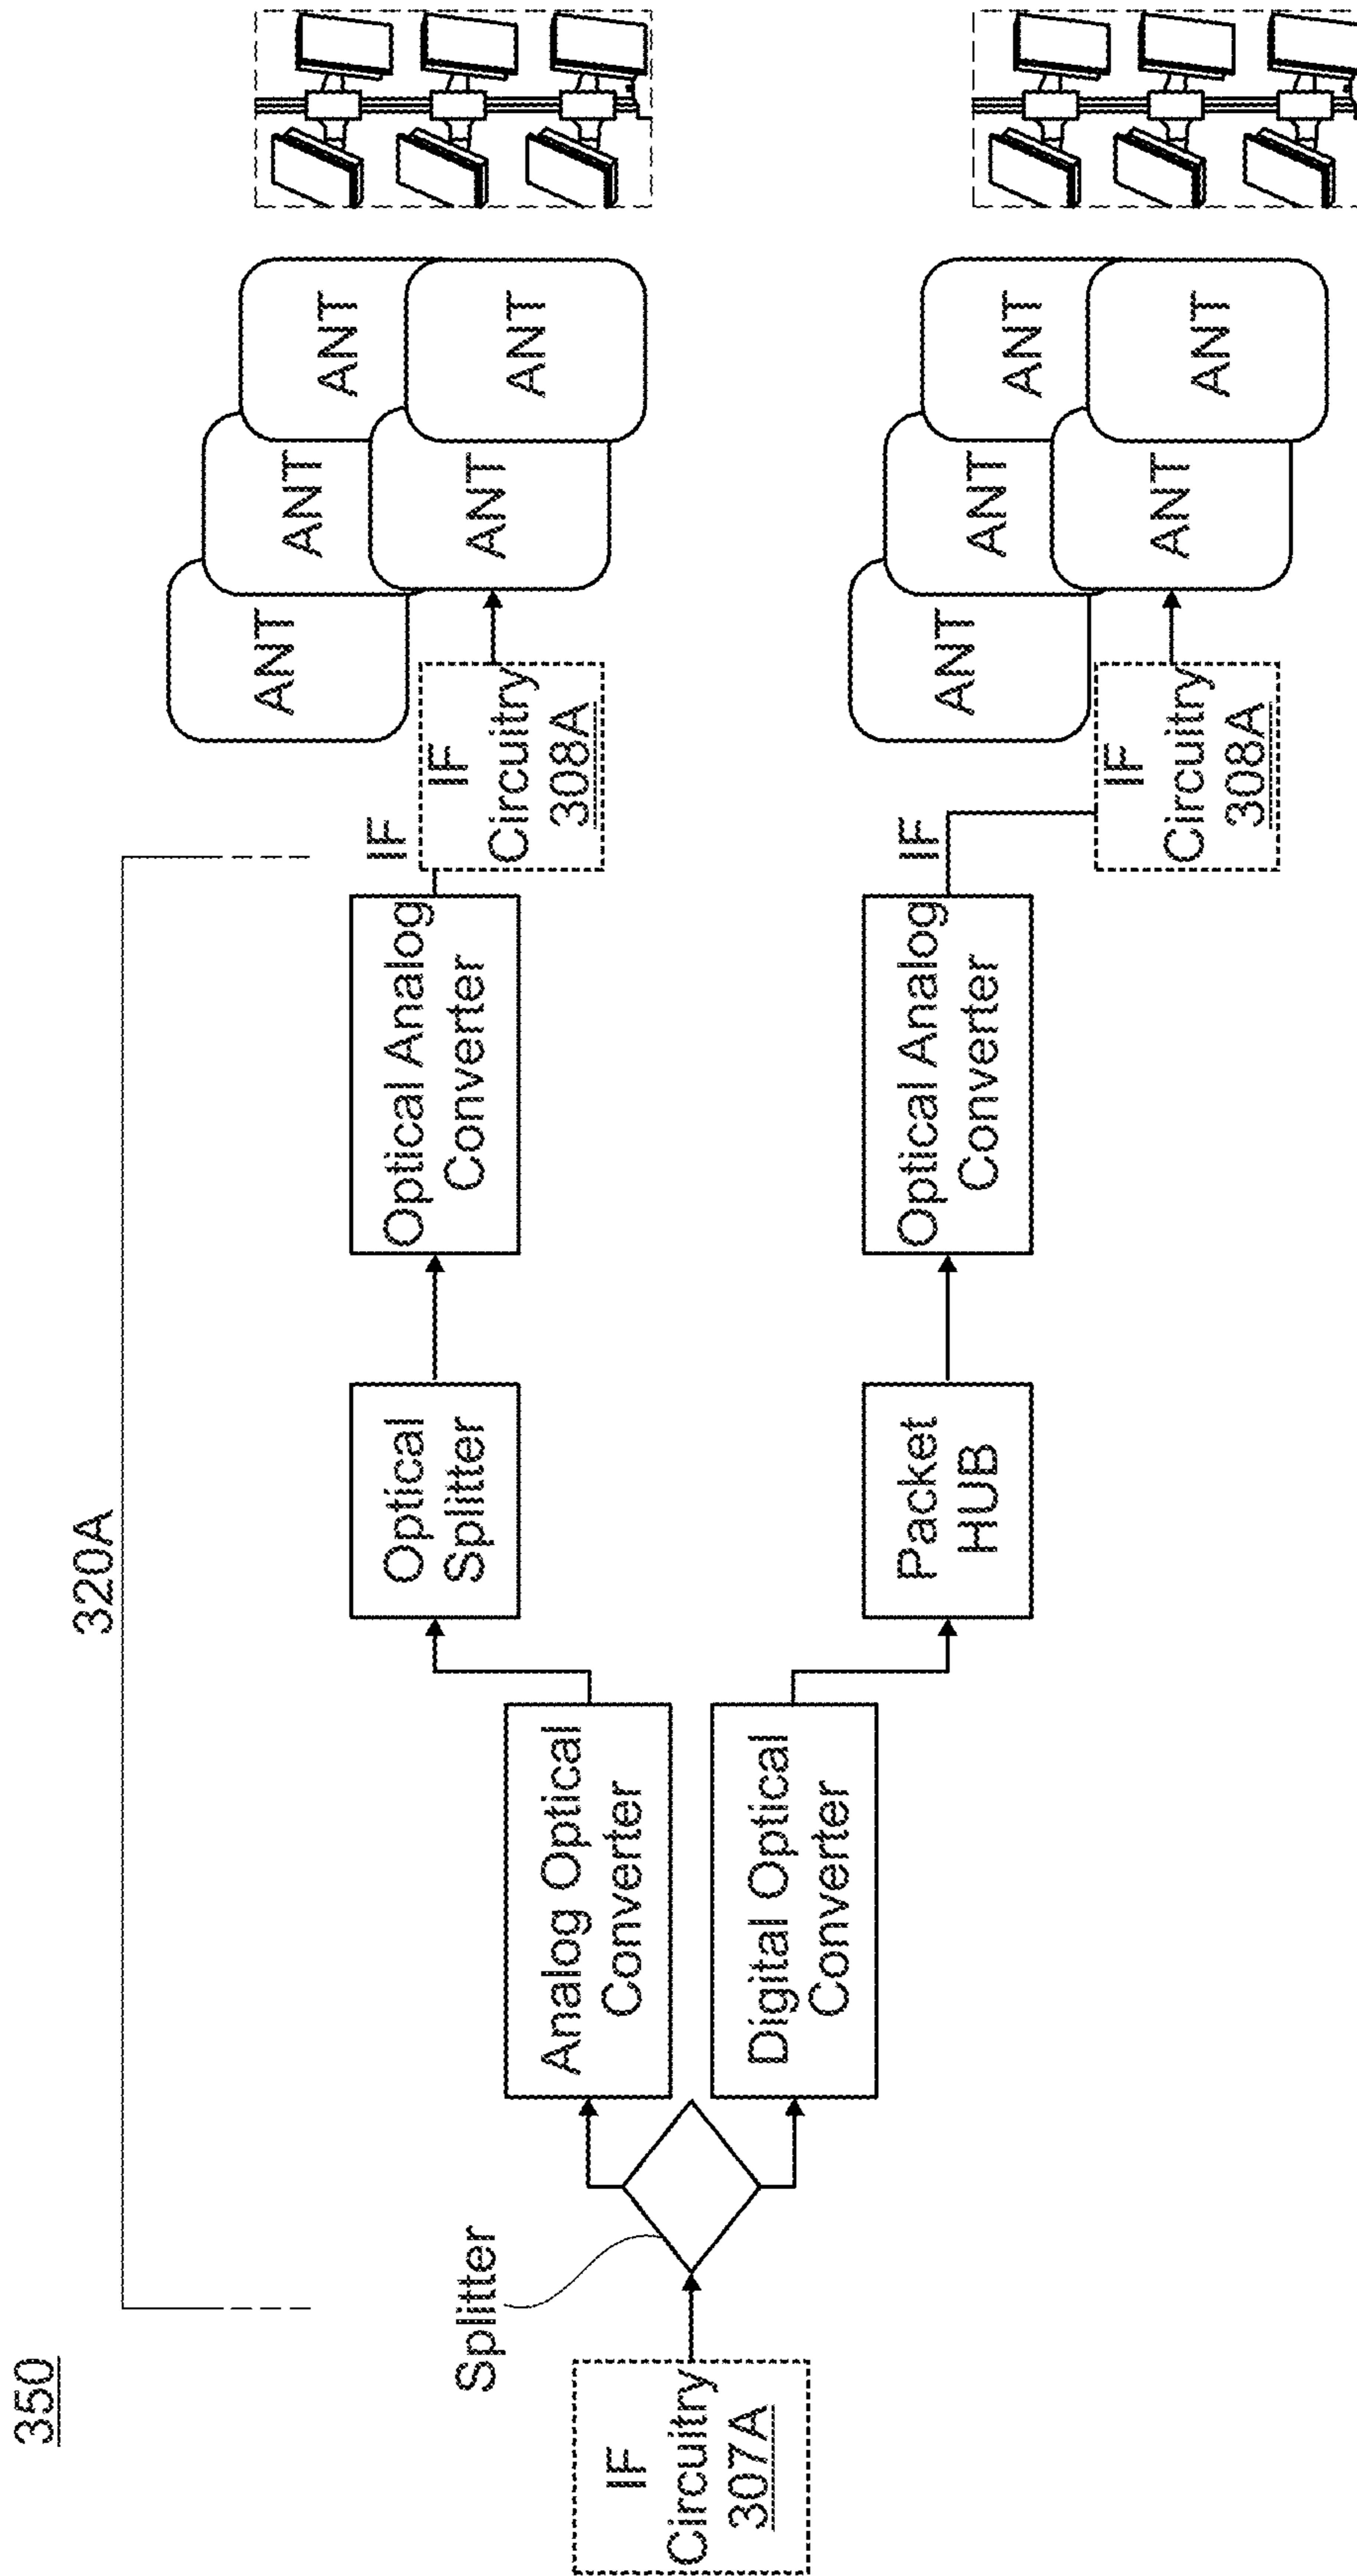 350
320A
IF
Circuitry
307A
Splitter
Analog Optical
Converter
Optical
Splitter
Optical Analog
Converter
IF
IF
Circuitry
308A
ANT
ANT
ANT
ANT
ANT
Digital Optical
Converter
Packet
HUB
Optical Analog
Converter
IF
IF
Circuitry
308A
ANT
ANT
ANT
ANT
ANT